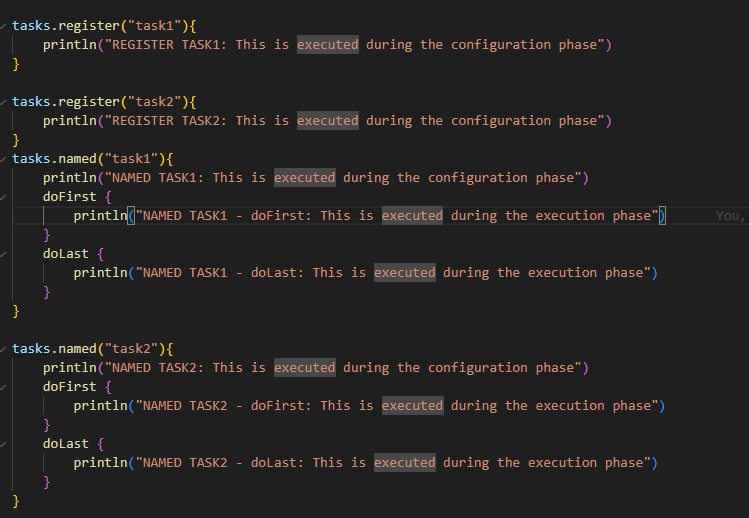 tasks.register("task1"){
    println("REGISTER TASK1: This is executed during the configuration phase")
}
tasks.register("task2"){
    println("REGISTER TASK2: This is executed during the configuration phase")
}
tasks.named("task1"){
    println("NAMED TASK1: This is executed during the configuration phase")
    doFirst {
        println("NAMED TASK1 - doFirst: This is executed during the execution phase") You,
    }
    doLast {
        println("NAMED TASK1 - doLast: This is executed during the execution phase")
    }
}
tasks.named("task2"){
    println("NAMED TASK2: This is executed during the configuration phase")
    doFirst {
        println("NAMED TASK2 - doFirst: This is executed during the execution phase")
    }
    doLast {
        println("NAMED TASK2 - doLast: This is executed during the execution phase")
    }
}